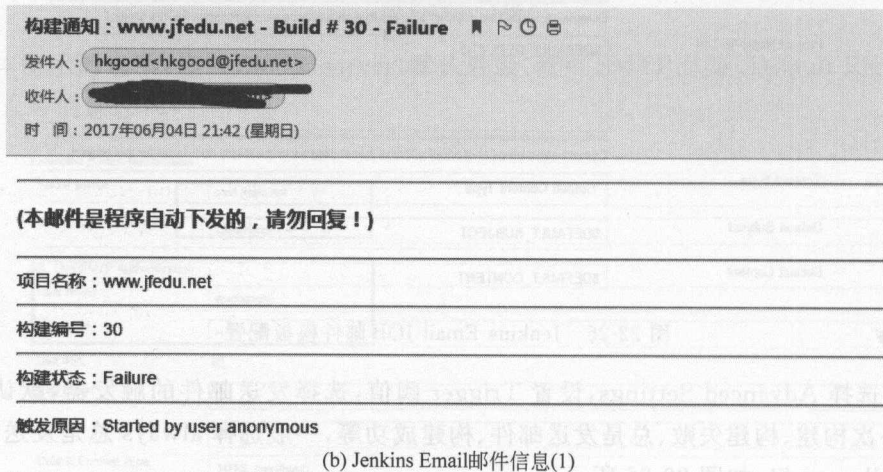 构建通知：www.jfedu.net - Build # 30 - Failure
发件人：hkgood<hkgood@jfedu.net>
收件人：
时 间：2017年06月04日 21:42 (星期日)
(本邮件是程序自动下发的，请勿回复！)
项目名称：www.jfedu.net
构建编号：30
构建状态：Failure
触发原因：Started by user anonymous
(b) Jenkins Email邮件信息(1)